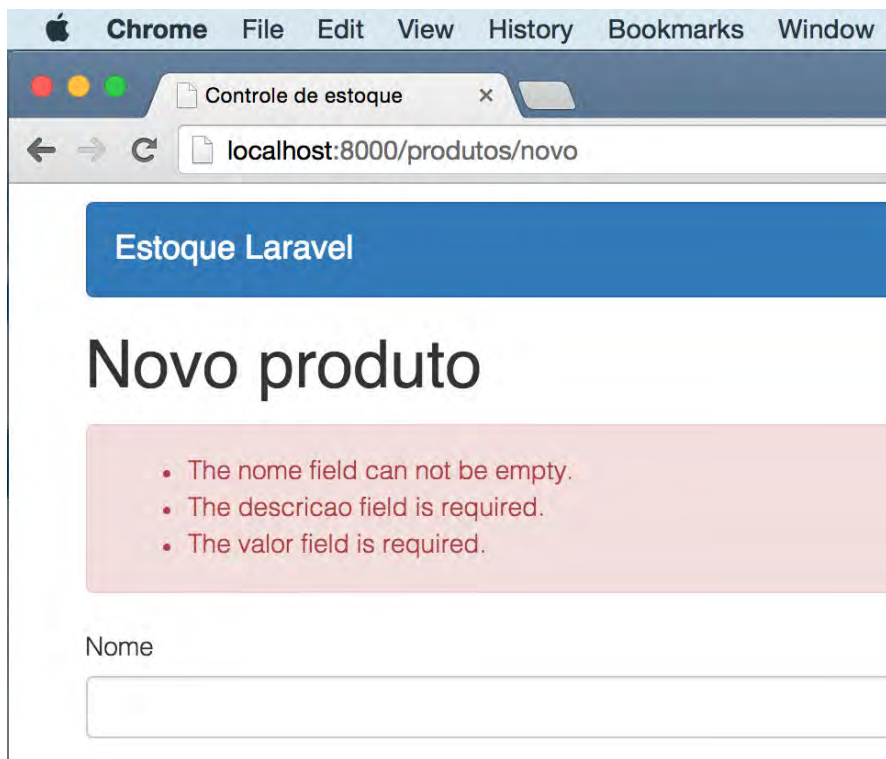 Chrome File Edit View History Bookmarks Window
Controle de estoque
localhost:8000/produtos/novo
Estoque Laravel
Novo produto
The nome field can not be empty.
The descricao field is required.
The valor field is required.
Nome